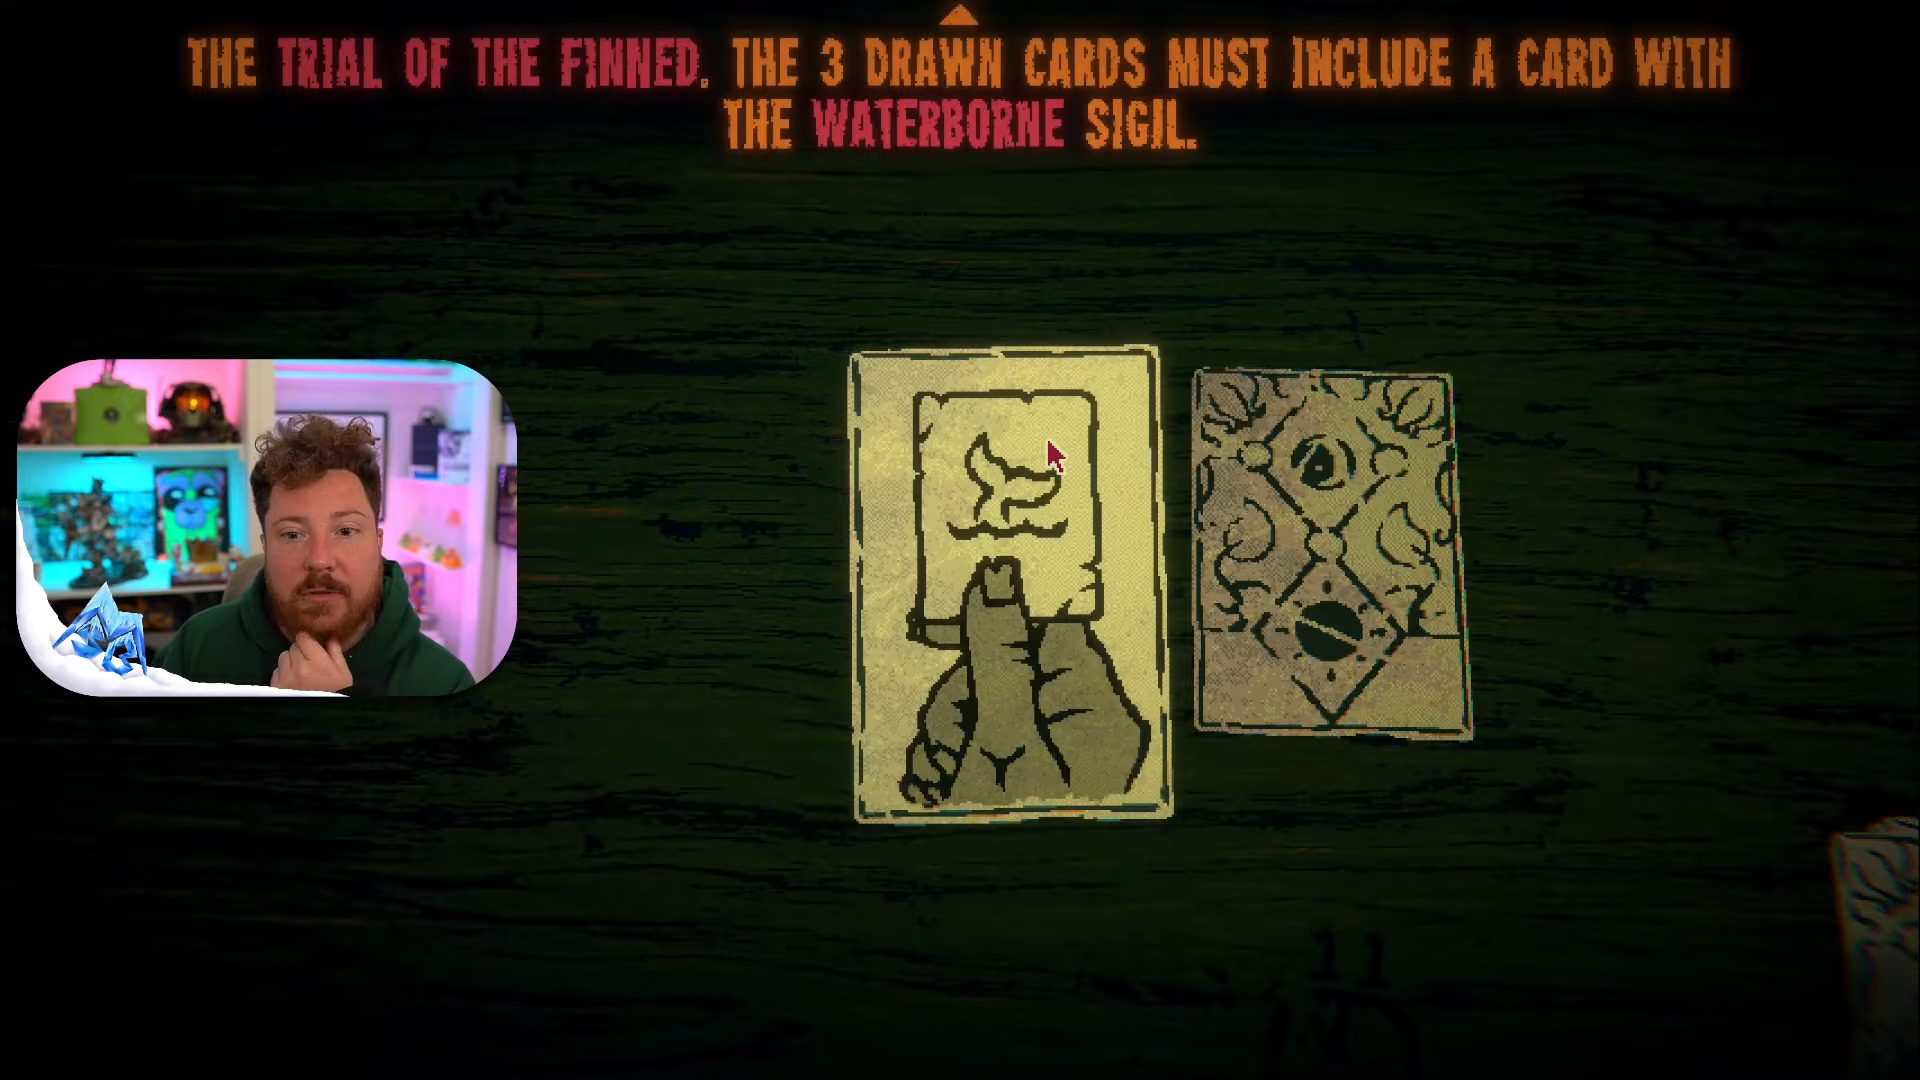 THE TRIAL OF THE FINNED. THE 3 DRAWN CARDS MUST INCLUDE A CARD WITH
THE WATERBORNE SIGIL.